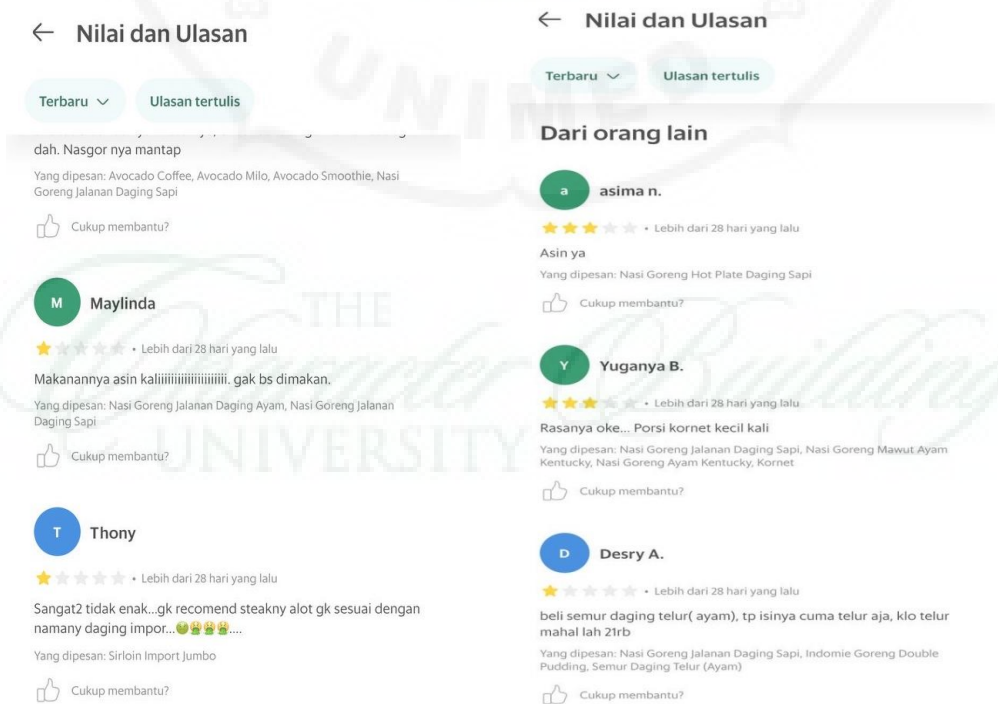 Nilai dan Ulasan
Terbaru
Ulasan tertulis
dah. Nasgor nya mantap
Yang dipesan: Avocado Coffee, Avocado Milo, Avocado Smoothie, Nasi
Goreng Jalanan Daging Sapi
Cukup membantu?
M
Maylinda
• Lebih dari 28 hari yang lalu
Makanannya asin kaliiiiiiiiiiiiiiiiiiiiiii. gak bs dimakan.
Yang dipesan: Nasi Goreng Jalanan Daging Ayam, Nasi Goreng Jalanan
Daging Sapi
Cukup membantu?
T
Thony
• Lebih dari 28 hari yang lalu
Sangat2 tidak enak...gk recomend steakny alot gk sesuai dengan
namany daging impor...🤢🤮🤮🤮....
Yang dipesan: Sirloin Import Jumbo
Cukup membantu?
Nilai dan Ulasan
Terbaru
Ulasan tertulis
Dari orang lain
a
asima n.
• Lebih dari 28 hari yang lalu
Asin ya
Yang dipesan: Nasi Goreng Hot Plate Daging Sapi
Cukup membantu?
Y
Yuganya B.
• Lebih dari 28 hari yang lalu
Rasanya oke... Porsi kornet kecil kali
Yang dipesan: Nasi Goreng Jalanan Daging Sapi, Nasi Goreng Mawut Ayam
Kentucky, Nasi Goreng Ayam Kentucky, Kornet
Cukup membantu?
D
Desry A.
• Lebih dari 28 hari yang lalu
beli semur daging telur( ayam), tp isinya cuma telur aja, klo telur
mahal lah 21rb
Yang dipesan: Nasi Goreng Jalanan Daging Sapi, Indomie Goreng Double
Pudding, Semur Daging Telur (Ayam)
Cukup membantu?
UNIMED
THE
Character Building
UNIVERSITY